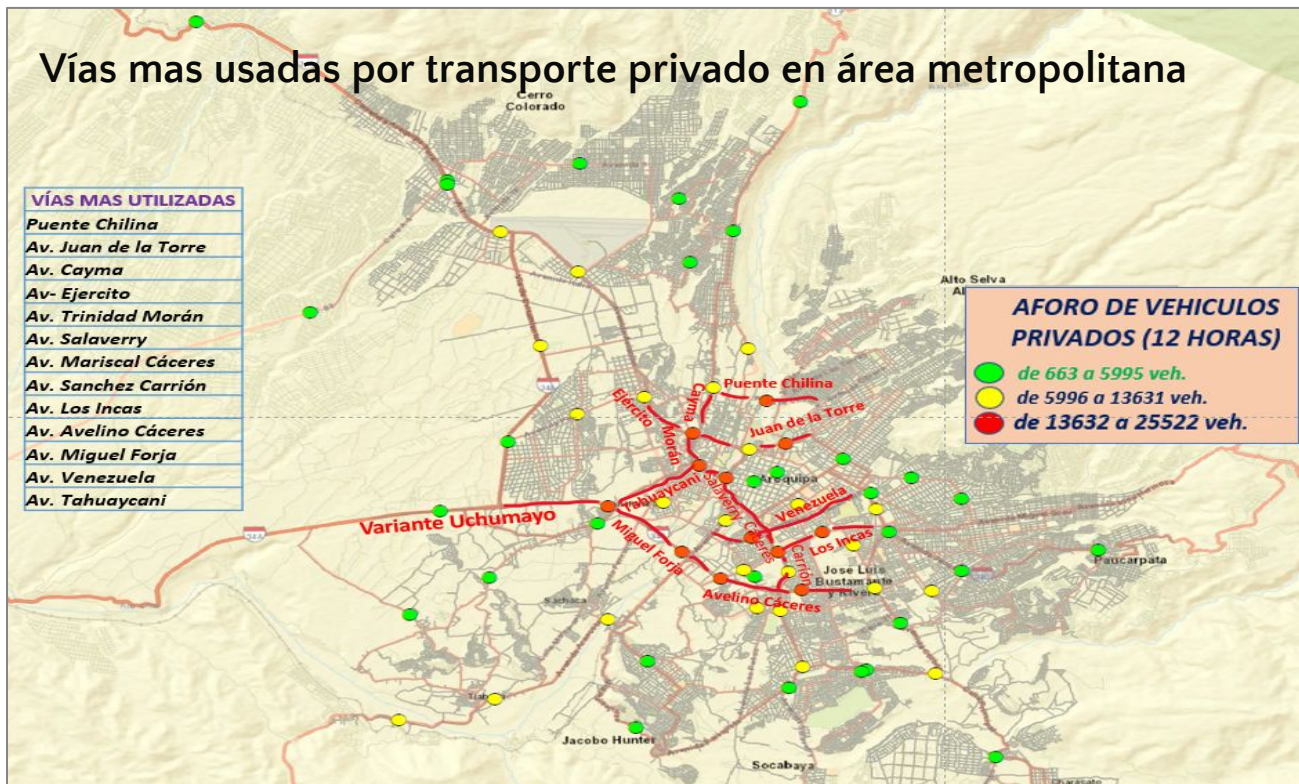 Vías mas usadas por transporte privado en área metropolitana
Cerro
Colorado
VÍAS MAS UTILIZADAS
Puente Chilina
Av. Juan de la Torre
Av. Cayma
Av- Ejercito
Av. Trinidad Morán
Av. Salaverry
Av. Mariscal Cáceres
Av. Sanchez Carrión
Av. Los Incas
Av. Avelino Cáceres
Av. Miguel Forja
Av. Venezuela
Av. Tahuaycani
Alto Selva
AFORO DE VEHICULOS
PRIVADOS (12 HORAS)
de 663 a 5995 veh.
de 5996 a 13631 veh.
de 13632 a 25522 veh.
34A
Puente Chilina
Cayma
Ejército
Morán
Juan de la Torre
Arequipa
Tahuaycani
Salaverry
Venezuela
Variante Uchumayo
34A
Cáceres
Carrión
Los Incas
Miguel Forja
Paucarpata
José Luis
Bustamante
y Rivero
Avelino Cáceres
Sachaca
Jacobo Hunter
Socabaya